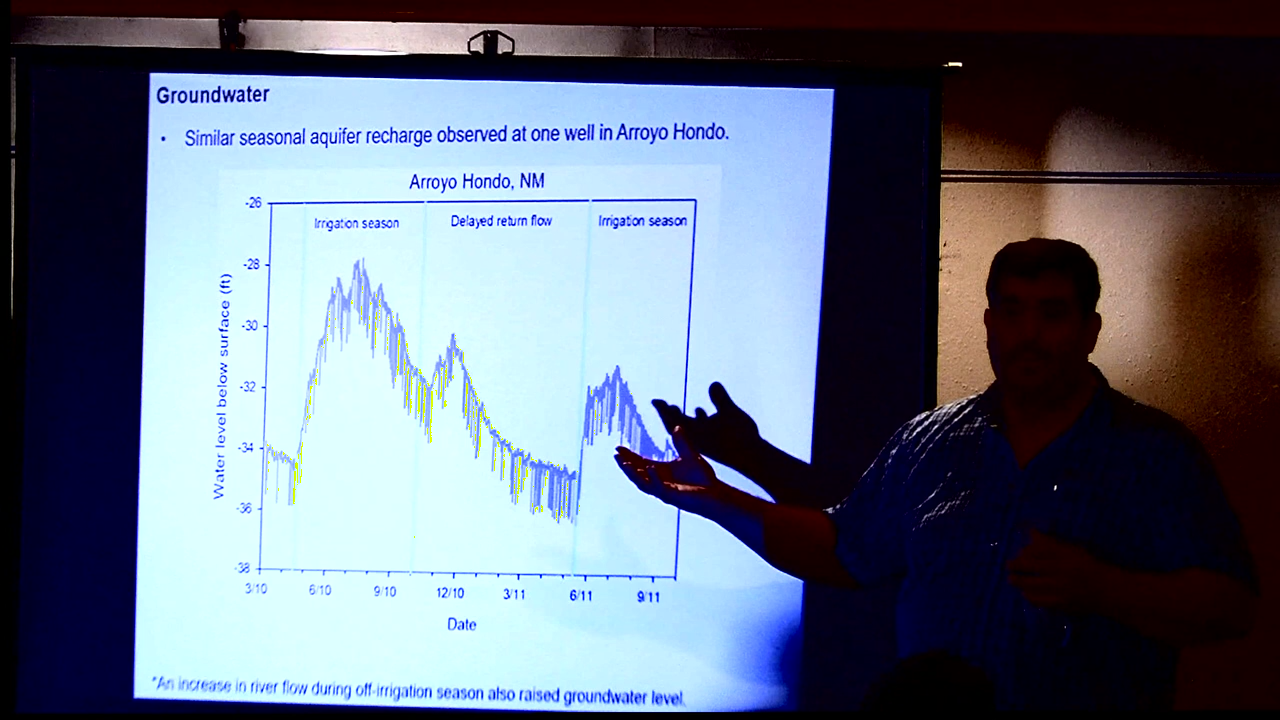 Groundwater
• Similar seasonal aquifer recharge observed at one well in Arroyo Hondo.
Arroyo Hondo, NM
Irrigation season
Delayed return flow
Irrigation season
Water level below surface (ft)
-26
-28
-30
-32
-34
-36
-38
3/10
6/10
9/10
12/10
3/11
6/11
9/11
Date
*An increase in river flow during off-irrigation season also raised groundwater level.